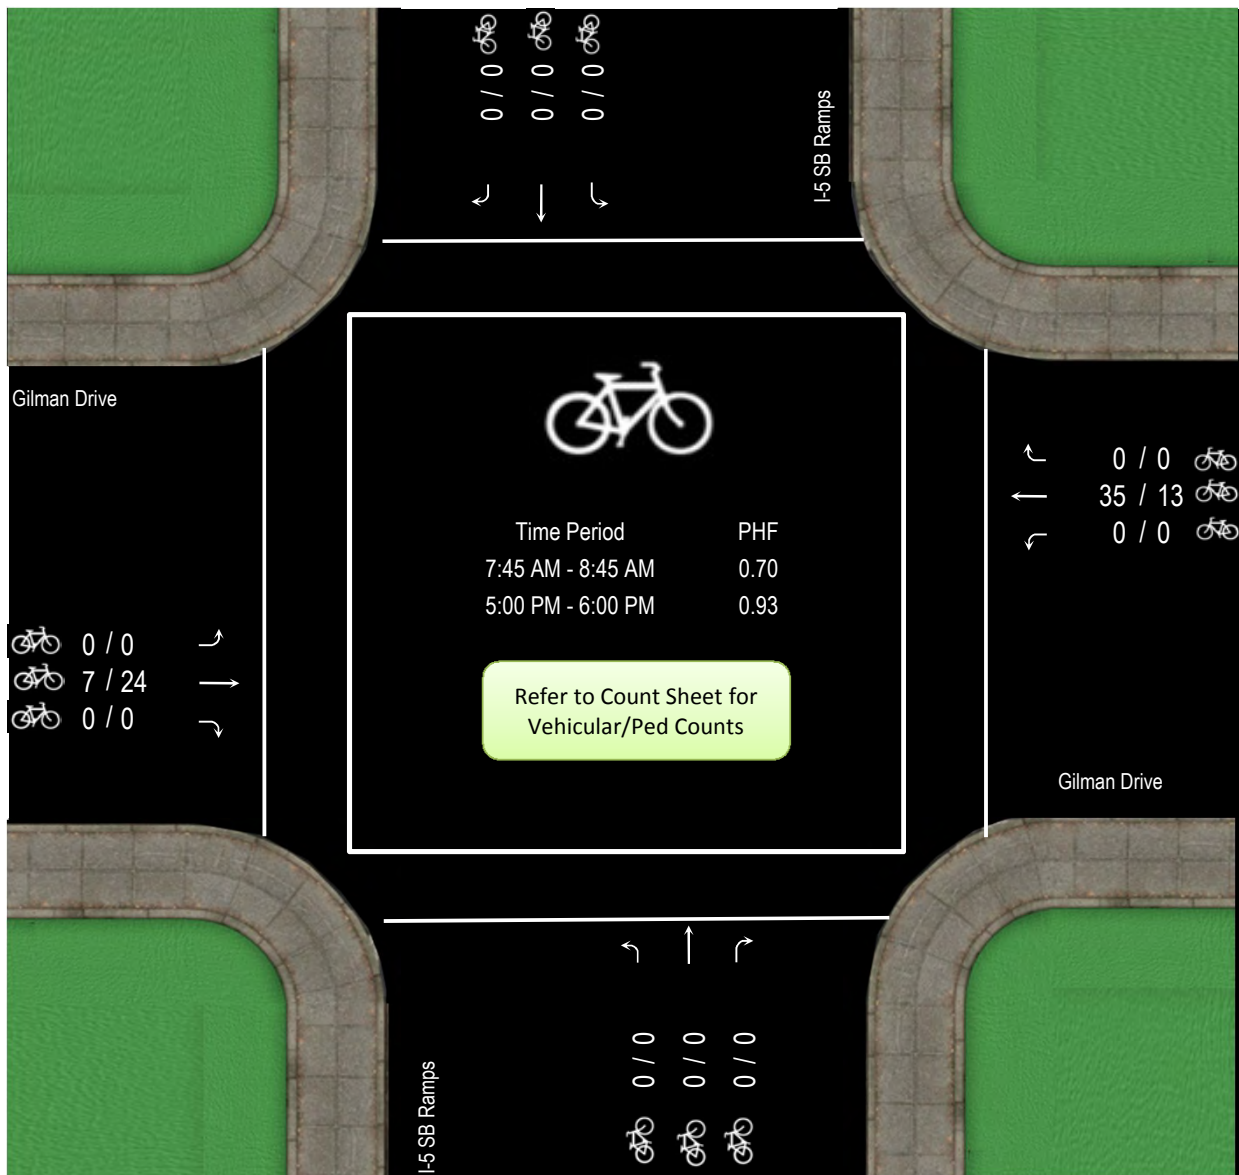 0 / 0
0 / 0
0 / 0
I-5 SB Ramps
Gilman Drive
0 / 0
35 / 13
0 / 0
Time Period PHF
7:45 AM - 8:45 AM 0.70
5:00 PM - 6:00 PM 0.93
0 / 0
7 / 24
0 / 0
Refer to Count Sheet for
Vehicular/Ped Counts
Gilman Drive
I-5 SB Ramps
0 / 0
0 / 0
0 / 0